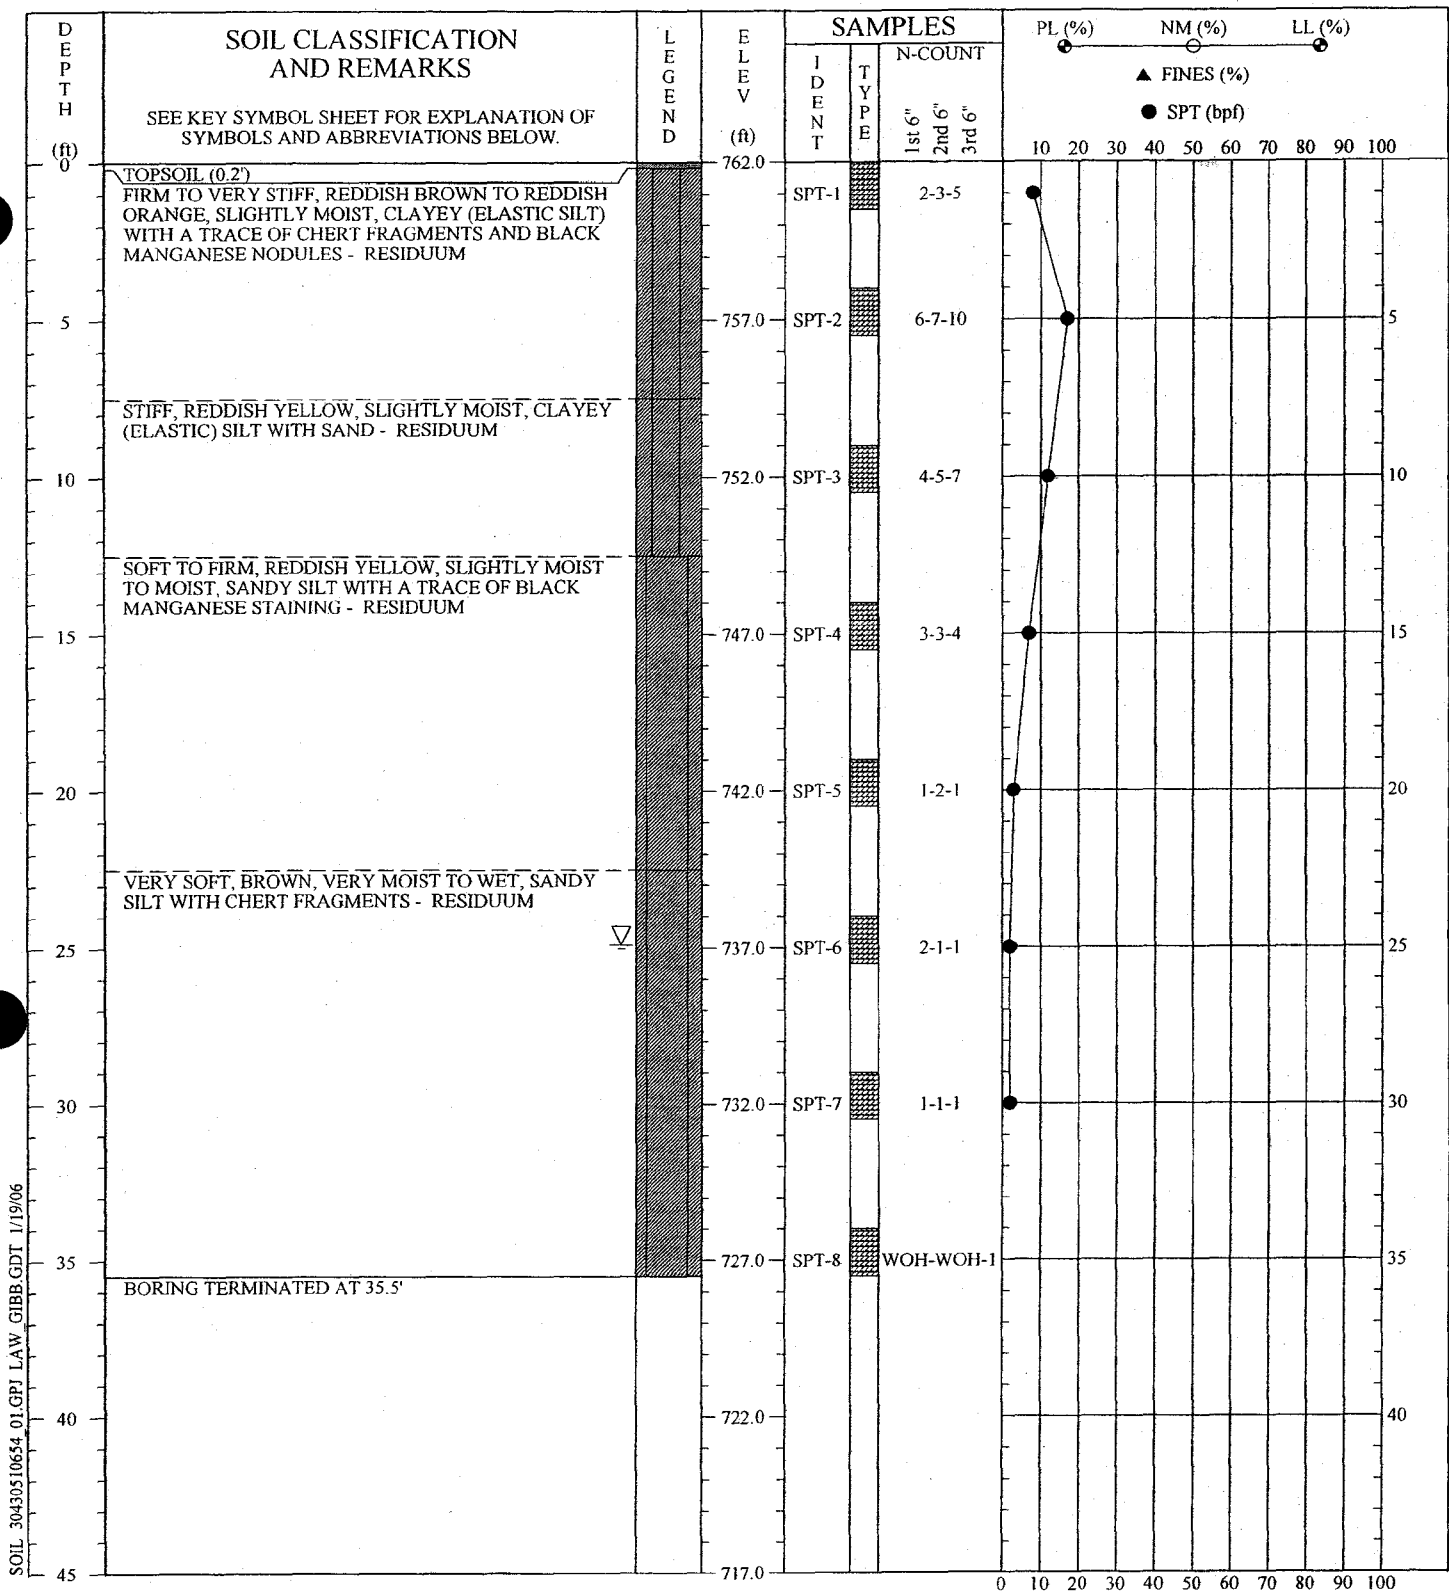 DEPTH (ft)
SOIL CLASSIFICATION
AND REMARKS
SEE KEY SYMBOL SHEET FOR EXPLANATION OF
SYMBOLS AND ABBREVIATIONS BELOW.
LEGEND
ELEV (ft)
SAMPLES
IDENT
TYPE
N-COUNT
1st 6"
2nd 6"
3rd 6"
PL (%) NM (%) LL (%)
▲ FINES (%)
● SPT (bpf)
10 20 30 40 50 60 70 80 90 100
0 762.0
TOPSOIL (0.2')
FIRM TO VERY STIFF, REDDISH BROWN TO REDDISH
ORANGE, SLIGHTLY MOIST, CLAYEY (ELASTIC SILT)
WITH A TRACE OF CHERT FRAGMENTS AND BLACK
MANGANESE NODULES - RESIDUUM
SPT-1 2-3-5
5 757.0 SPT-2 6-7-10 5
STIFF, REDDISH YELLOW, SLIGHTLY MOIST, CLAYEY
(ELASTIC) SILT WITH SAND - RESIDUUM
10 752.0 SPT-3 4-5-7 10
SOFT TO FIRM, REDDISH YELLOW, SLIGHTLY MOIST
TO MOIST, SANDY SILT WITH A TRACE OF BLACK
MANGANESE STAINING - RESIDUUM
15 747.0 SPT-4 3-3-4 15
20 742.0 SPT-5 1-2-1 20
VERY SOFT, BROWN, VERY MOIST TO WET, SANDY
SILT WITH CHERT FRAGMENTS - RESIDUUM
25 737.0 SPT-6 2-1-1 25
30 732.0 SPT-7 1-1-1 30
35 727.0 SPT-8 WOH-WOH-1 35
BORING TERMINATED AT 35.5'
40 722.0 40
45 717.0
0 10 20 30 40 50 60 70 80 90 100
SOIL 30430510654_01.GPJ LAW_GIBB.GDT 1/19/06